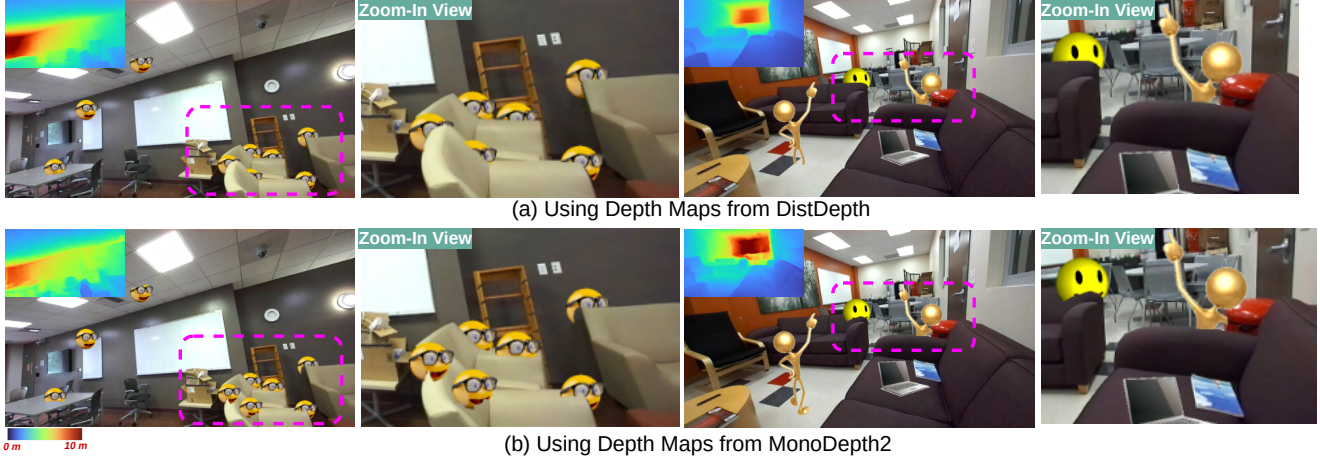 Zoom-In View
Zoom-In View
(a) Using Depth Maps from DistDepth
Zoom-In View
Zoom-In View
0 m
10 m
(b) Using Depth Maps from MonoDepth2